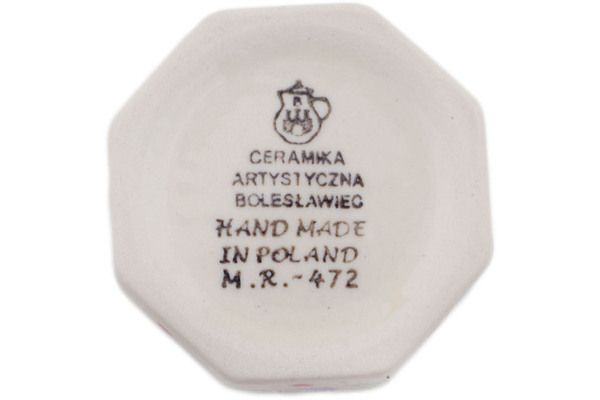 CERAMIKA
ARTYSTYCZNA
BOLESŁAWIEC
HAND MADE
IN POLAND
M.R.-472